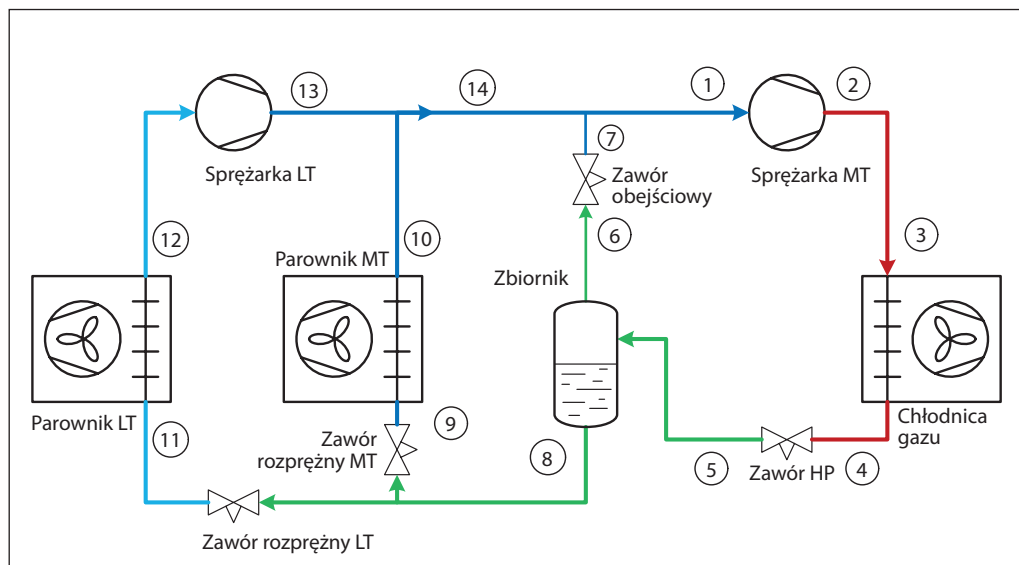 13
14
1
2
Sprężarka LT
7
Zawór
obejściowy
Sprężarka MT
12
10
6
3
Parownik MT
Zbiornik
Parownik LT
11
Zawór
rozprężny MT
9
8
5
Zawór HP
4
Chłodnica
gazu
Zawór rozprężny LT